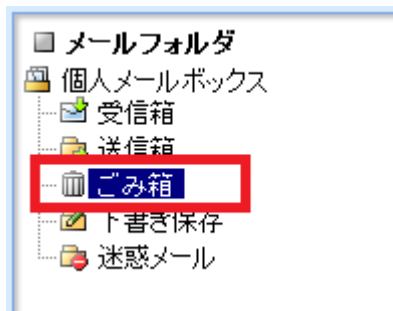 メールフォルダ
個人メールボックス
受信箱
送信箱
ごみ箱
下書き保存
迷惑メール